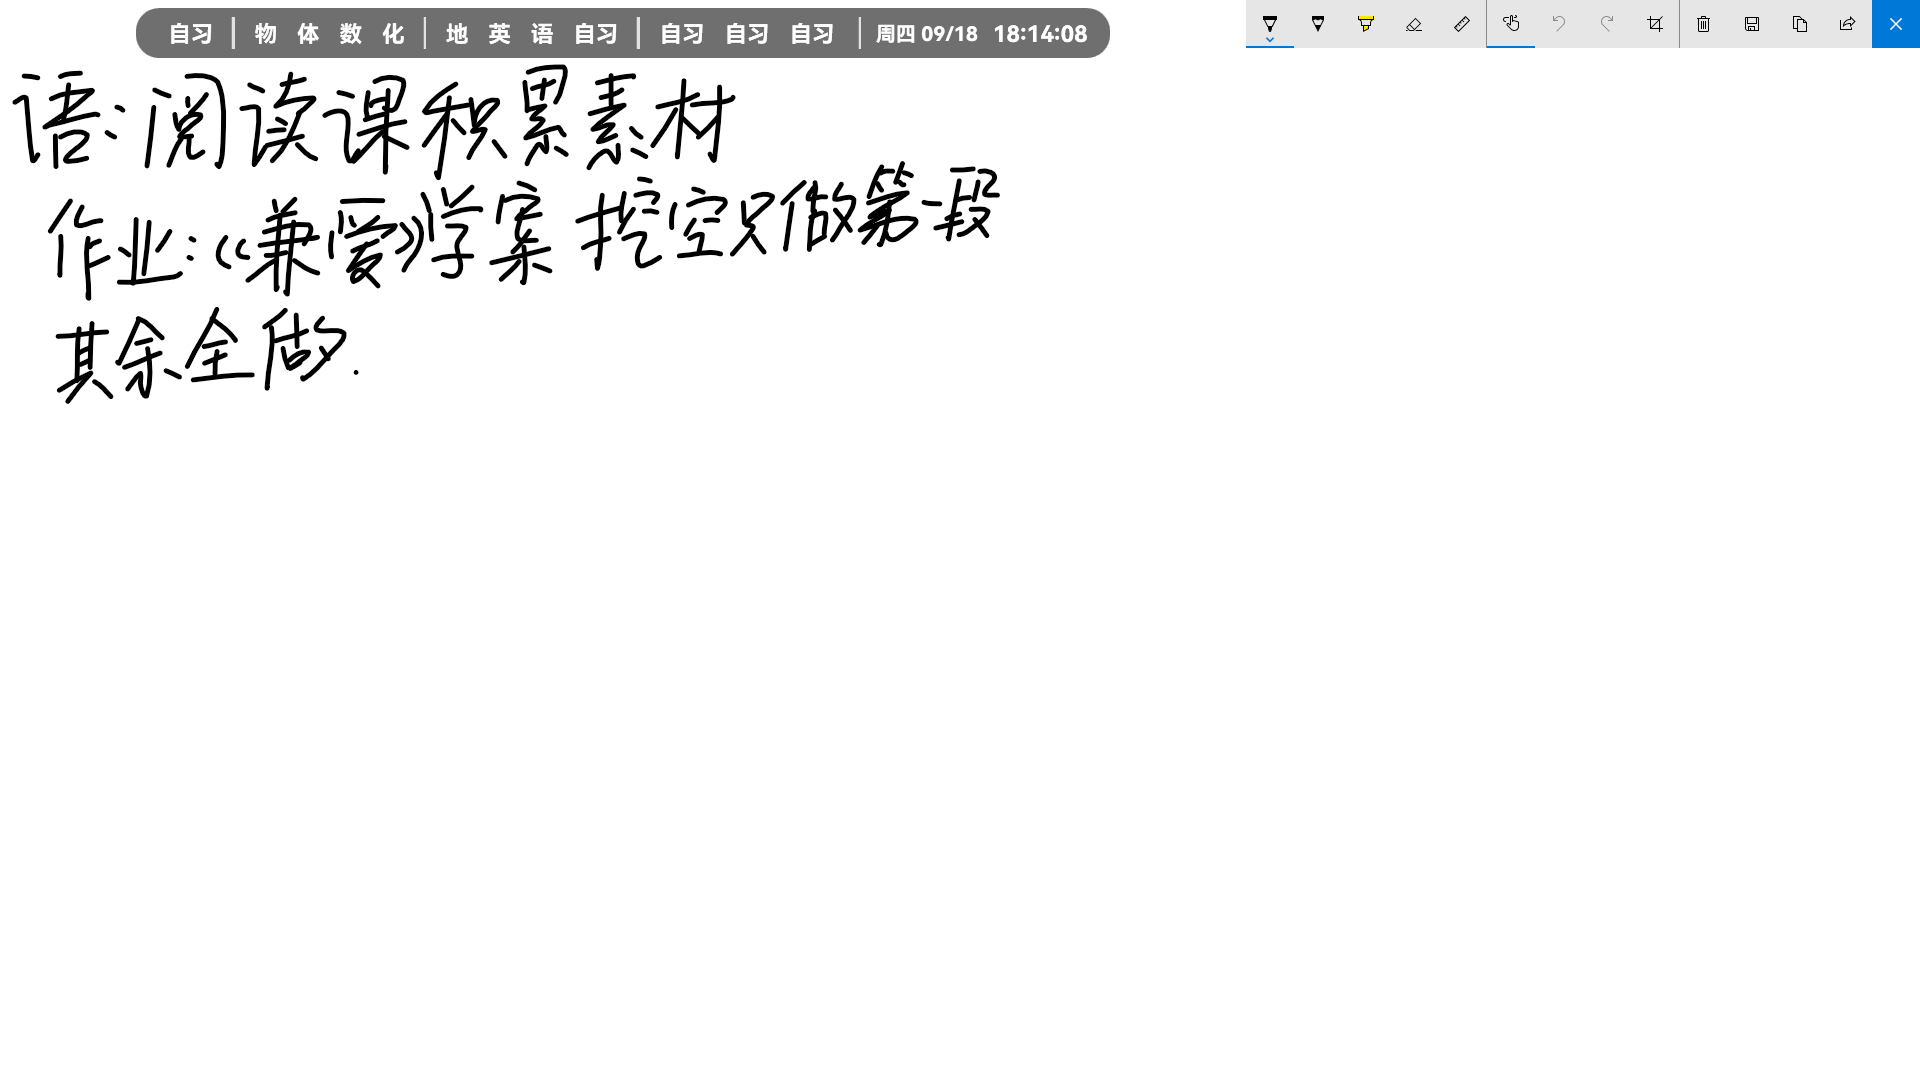 自习 | 物 体 数 化 | 地 英 语 自习 | 自习 自习 自习 | 周四 09/18 18:14:08
语:阅读课积累素材
作业:《兼爱》学案 挖空只做第一段
其余全做.